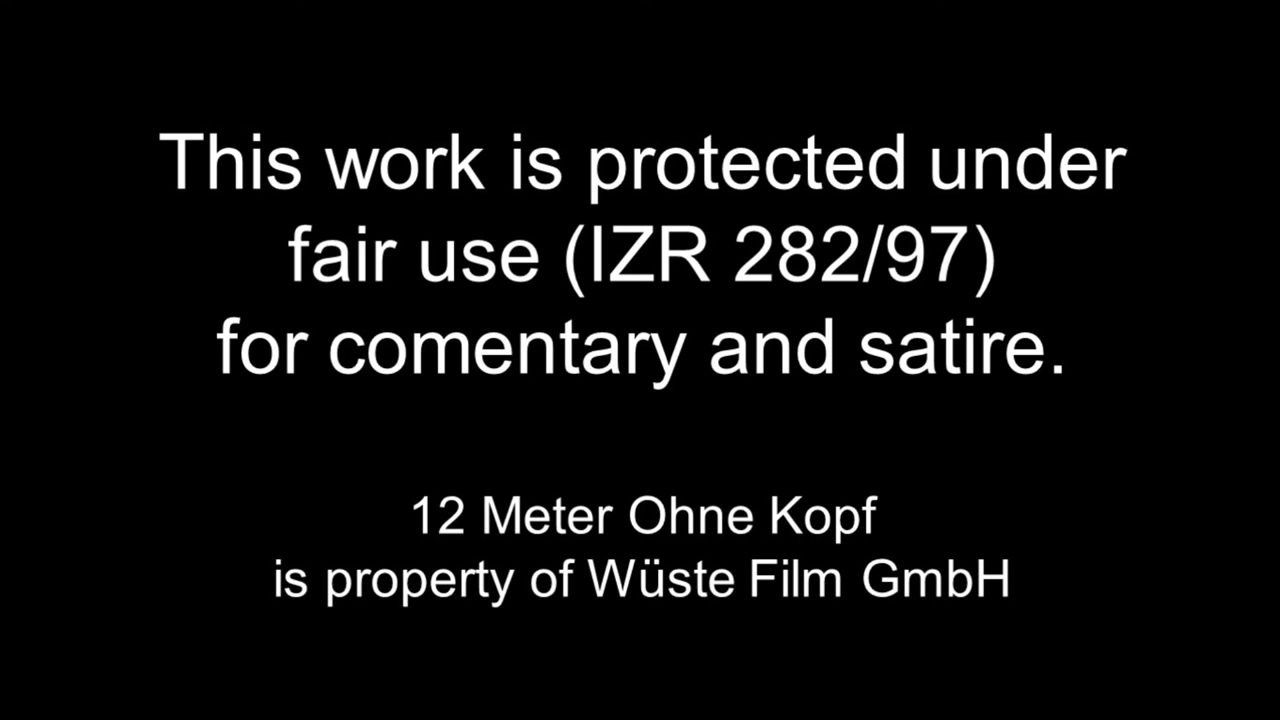 This work is protected under
fair use (IZR 282/97)
for comentary and satire.
12 Meter Ohne Kopf
is property of Wüste Film GmbH